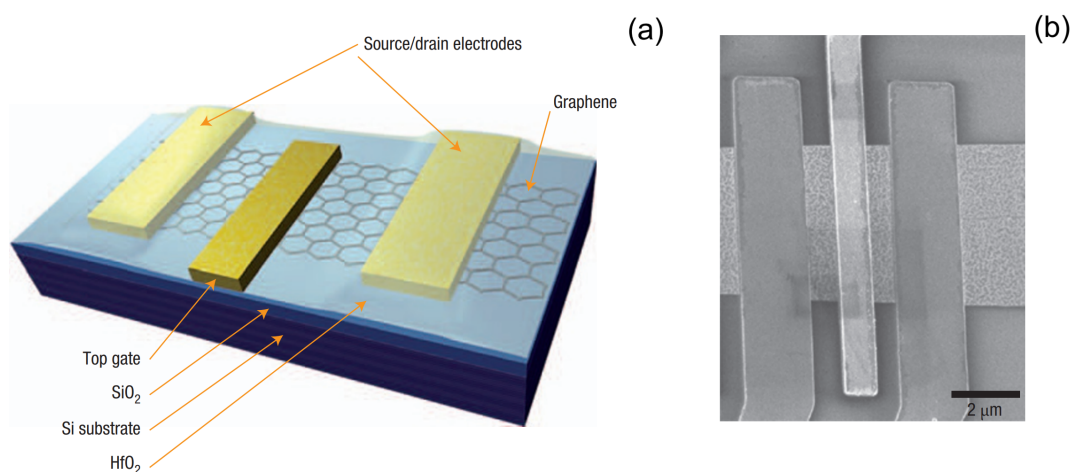 (a)
(b)
Source/drain electrodes
Graphene
Top gate
SiO₂
Si substrate
HfO₂
2 μm